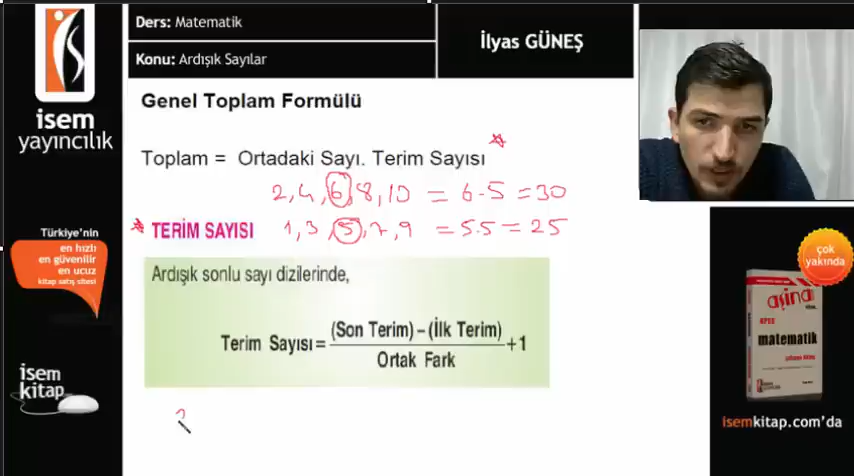 Ders: Matematik
Konu: Ardışık Sayılar
İlyas GÜNEŞ
isem
yayıncılık
Genel Toplam Formülü
Toplam = Ortadaki Sayı. Terim Sayısı
2, 4, 6, 8, 10 = 6.5 = 30
TERİM SAYISI 1, 3, 5, 7, 9 = 5.5 = 25
Türkiye'nin
en hızlı
en güvenilir
en ucuz
kitap satış sitesi
Ardışık sonlu sayı dizilerinde,
Terim Sayısı = (Son Terim) – (İlk Terim) / Ortak Fark + 1
isem
kitap
çok
yakında
aşina
KPSS
matematik
isemkitap.com'da